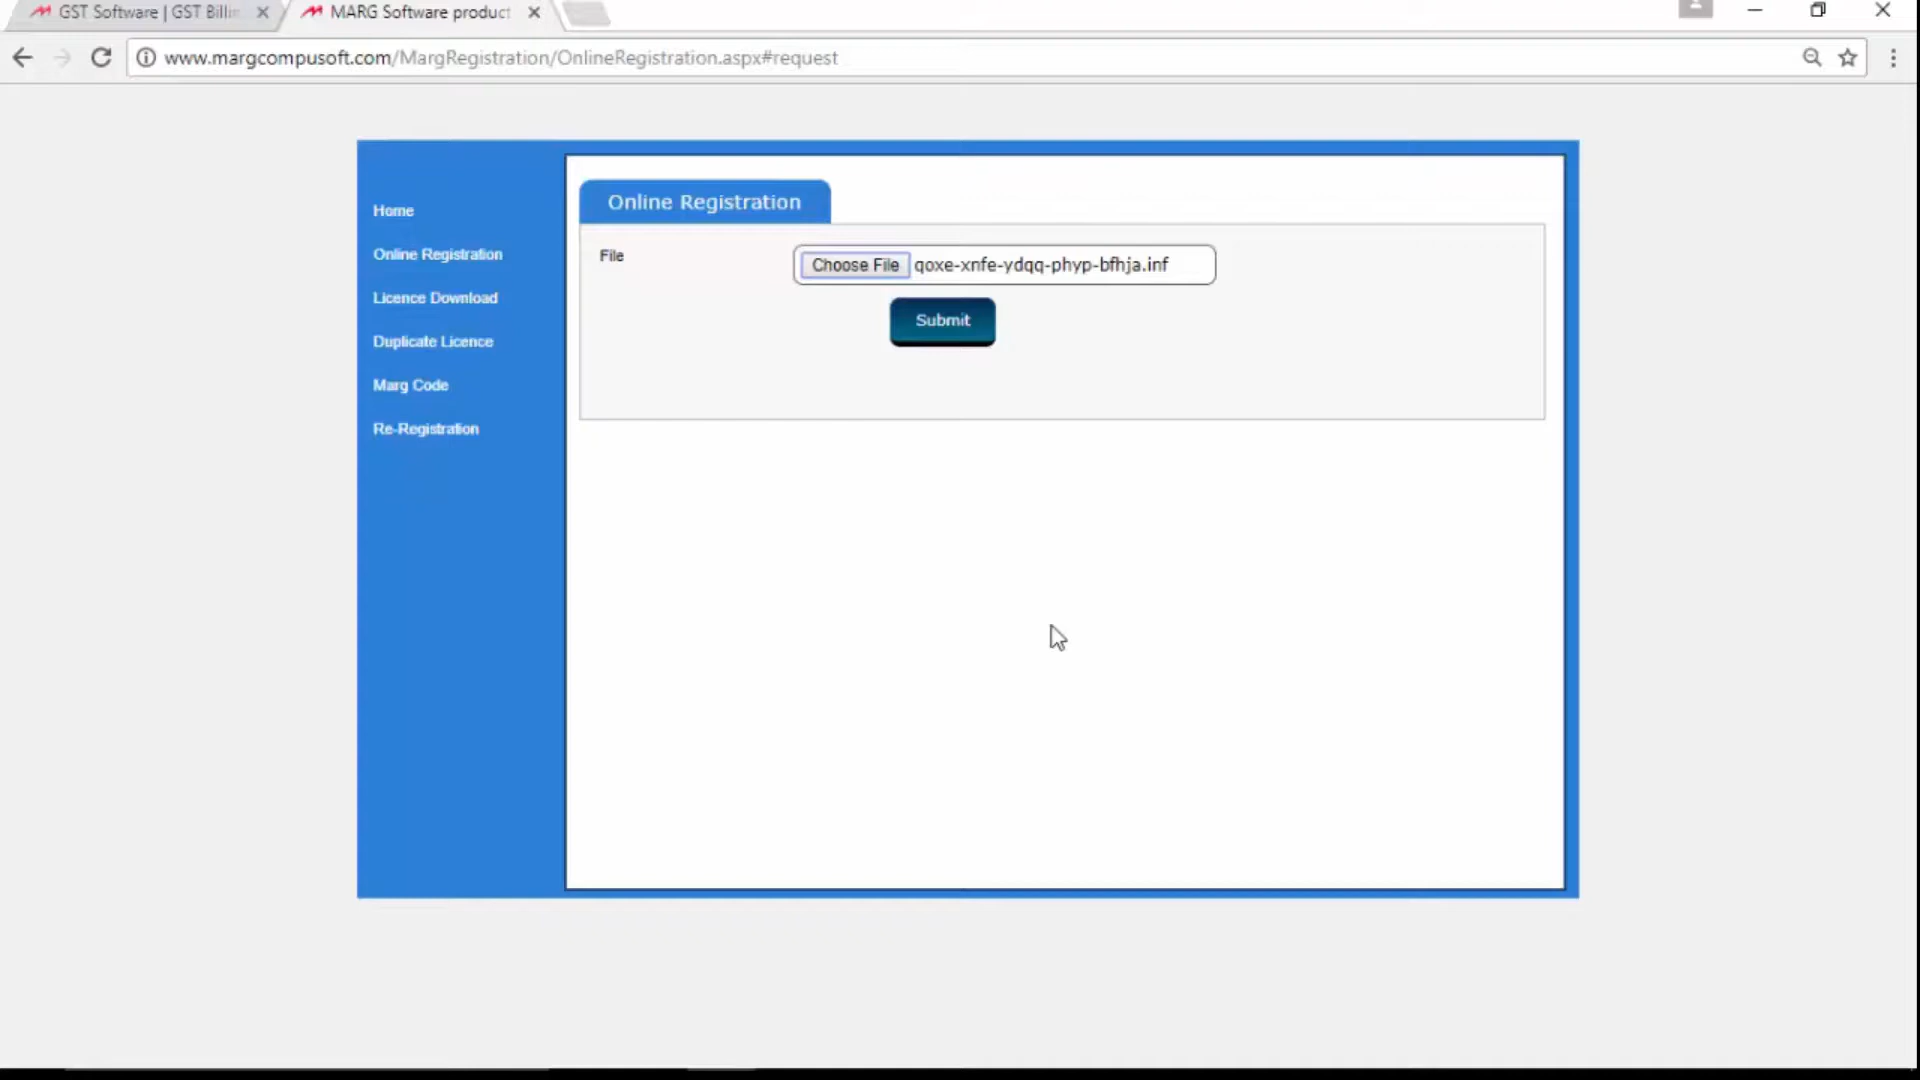 GST Software | GST Billin
MARG Software product
www.margcompusoft.com/MargRegistration/OnlineRegistration.aspx#request
Home
Online Registration
Licence Download
Duplicate Licence
Marg Code
Re-Registration
Online Registration
File
Choose File qoxe-xnfe-ydqq-phyp-bfhja.inf
Submit